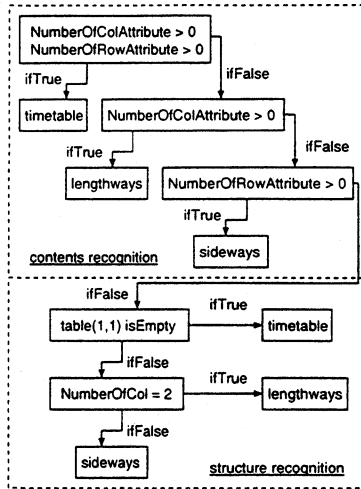 NumberOfColAttribute > 0
NumberOfRowAttribute > 0
ifTrue
ifFalse
timetable
NumberOfColAttribute > 0
ifTrue
ifFalse
lengthways
NumberOfRowAttribute > 0
ifTrue
sideways
contents recognition
ifFalse
table(1,1) isEmpty
ifTrue
timetable
ifFalse
NumberOfCol = 2
ifTrue
lengthways
ifFalse
sideways
structure recognition